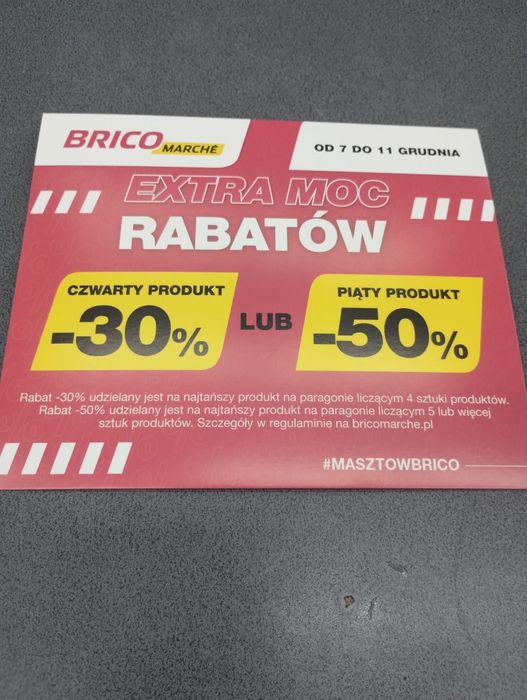 BRICO MARCHÉ
OD 7 DO 11 GRUDNIA
EXTRA MOC
RABATÓW
CZWARTY PRODUKT
-30%
LUB
PIĄTY PRODUKT
-50%
Rabat -30% udzielany jest na najtańszy produkt na paragonie liczącym 4 sztuki produktów.
Rabat -50% udzielany jest na najtańszy produkt na paragonie liczącym 5 lub więcej
sztuk produktów. Szczegóły w regulaminie na bricomarche.pl
#MASZTOWBRICO